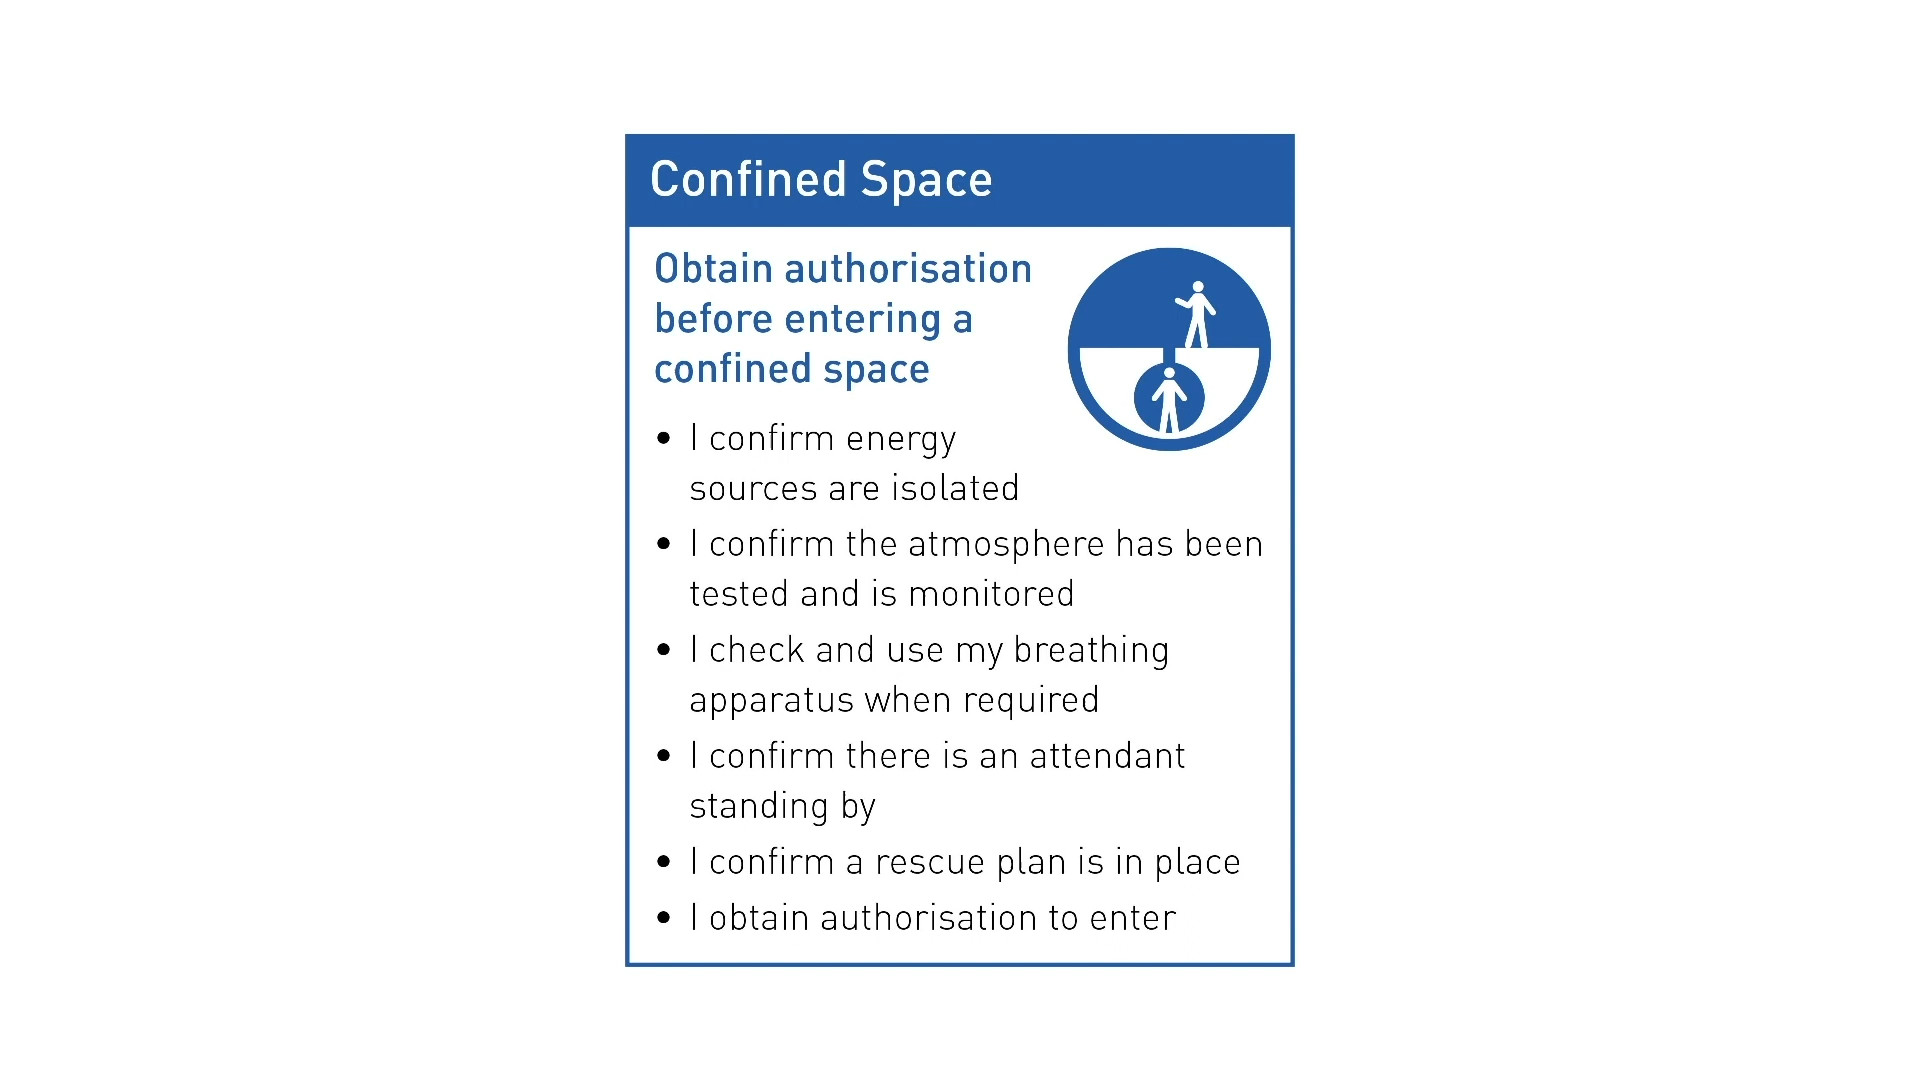 Confined Space
Obtain authorisation
before entering a
confined space
• I confirm energy
sources are isolated
• I confirm the atmosphere has been
tested and is monitored
• I check and use my breathing
apparatus when required
• I confirm there is an attendant
standing by
• I confirm a rescue plan is in place
• I obtain authorisation to enter